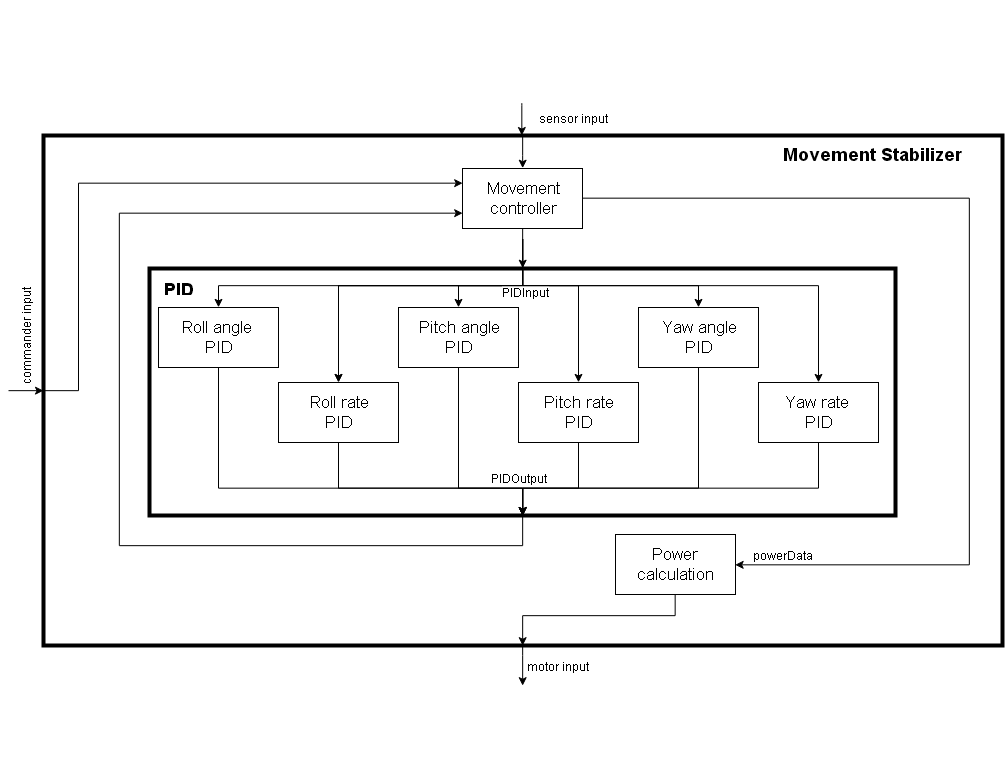 sensor input
Movement Stabilizer
Movement
controller
commander input
PID
PIDInput
Roll angle
PID
Pitch angle
PID
Yaw angle
PID
Roll rate
PID
Pitch rate
PID
Yaw rate
PID
PIDOutput
Power
calculation
powerData
motor input